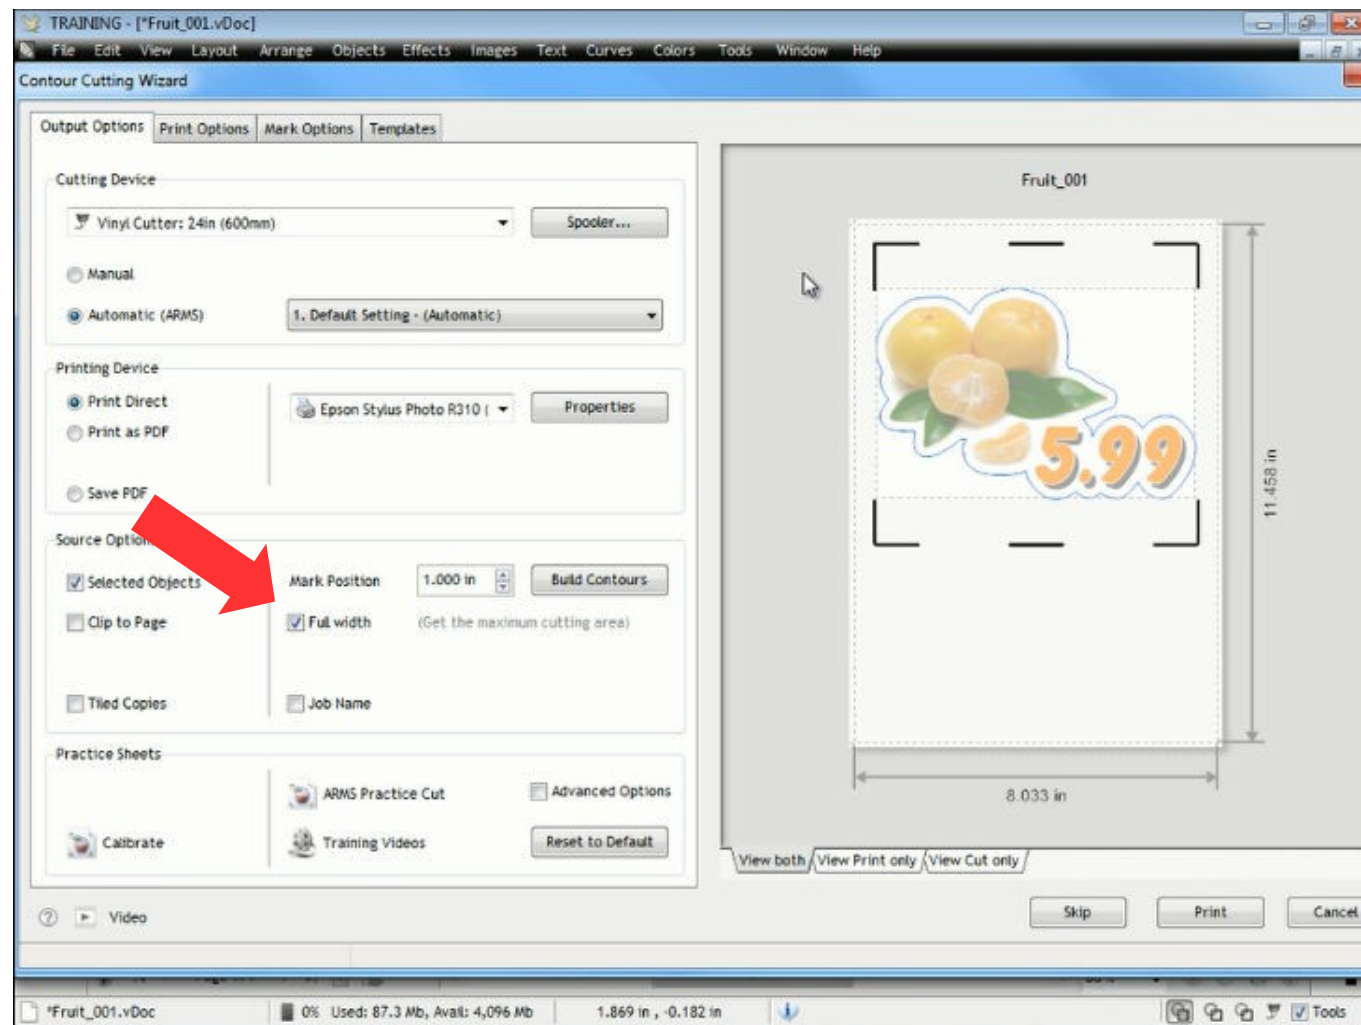 TRAINING - [*Fruit_001.vDoc]
File Edit View Layout Arrange Objects Effects Images Text Curves Colors Tools Window Help
Contour Cutting Wizard
Output Options Print Options Mark Options Templates
Cutting Device
Vinyl Cutter: 24in (600mm) Spooler...
Manual
Automatic (ARMS) 1. Default Setting - (Automatic)
Printing Device
Print Direct Epson Stylus Photo R310 ( Properties
Print as PDF
Save PDF
Source Option
Selected Objects Mark Position 1.000 in Build Contours
Clip to Page Full width (Get the maximum cutting area)
Tiled Copies Job Name
Practice Sheets
ARMS Practice Cut Advanced Options
Calibrate Training Videos Reset to Default
Fruit_001
5.99
11.458 in
8.033 in
View both View Print only View Cut only
Video Skip Print Cancel
*Fruit_001.vDoc 0% Used: 87.3 Mb, Avail: 4,096 Mb 1.869 in , -0.182 in Tools